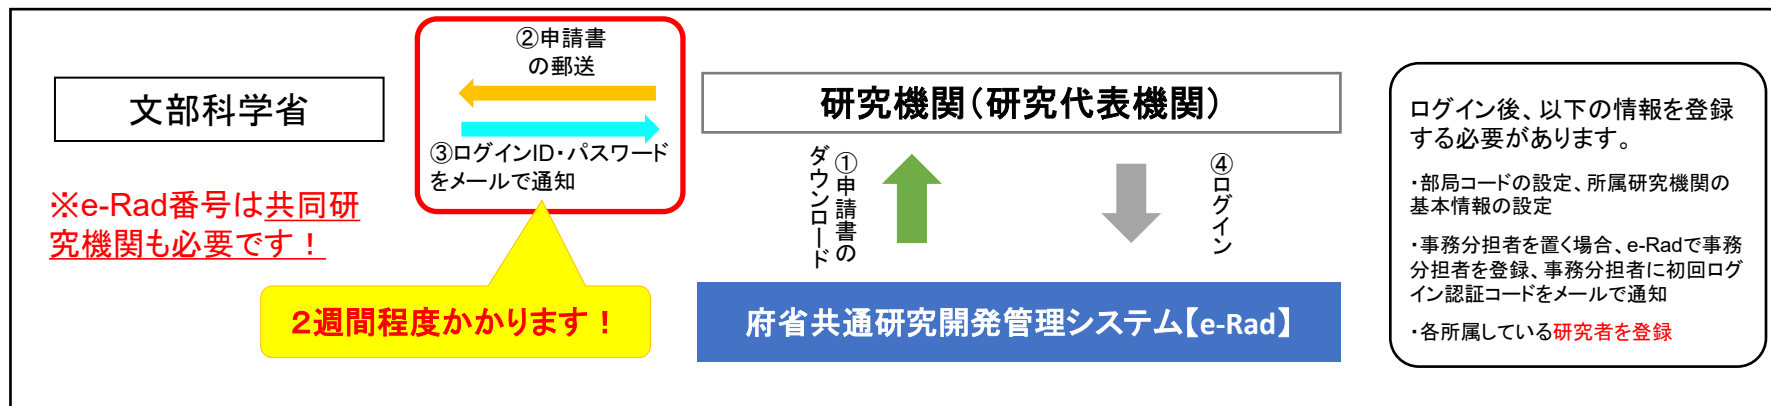 文部科学省
※e-Rad番号は共同研
究機関も必要です！
②申請書
の郵送
③ログインID・パスワード
をメールで通知
２週間程度かかります！
研究機関（研究代表機関）
①申請書の
ダウンロード
④ログイン
府省共通研究開発管理システム【e-Rad】
ログイン後、以下の情報を登録
する必要があります。
・部局コードの設定、所属研究機関の
基本情報の設定
・事務分担者を置く場合、e-Radで事務
分担者を登録、事務分担者に初回ログ
イン認証コードをメールで通知
・各所属している研究者を登録